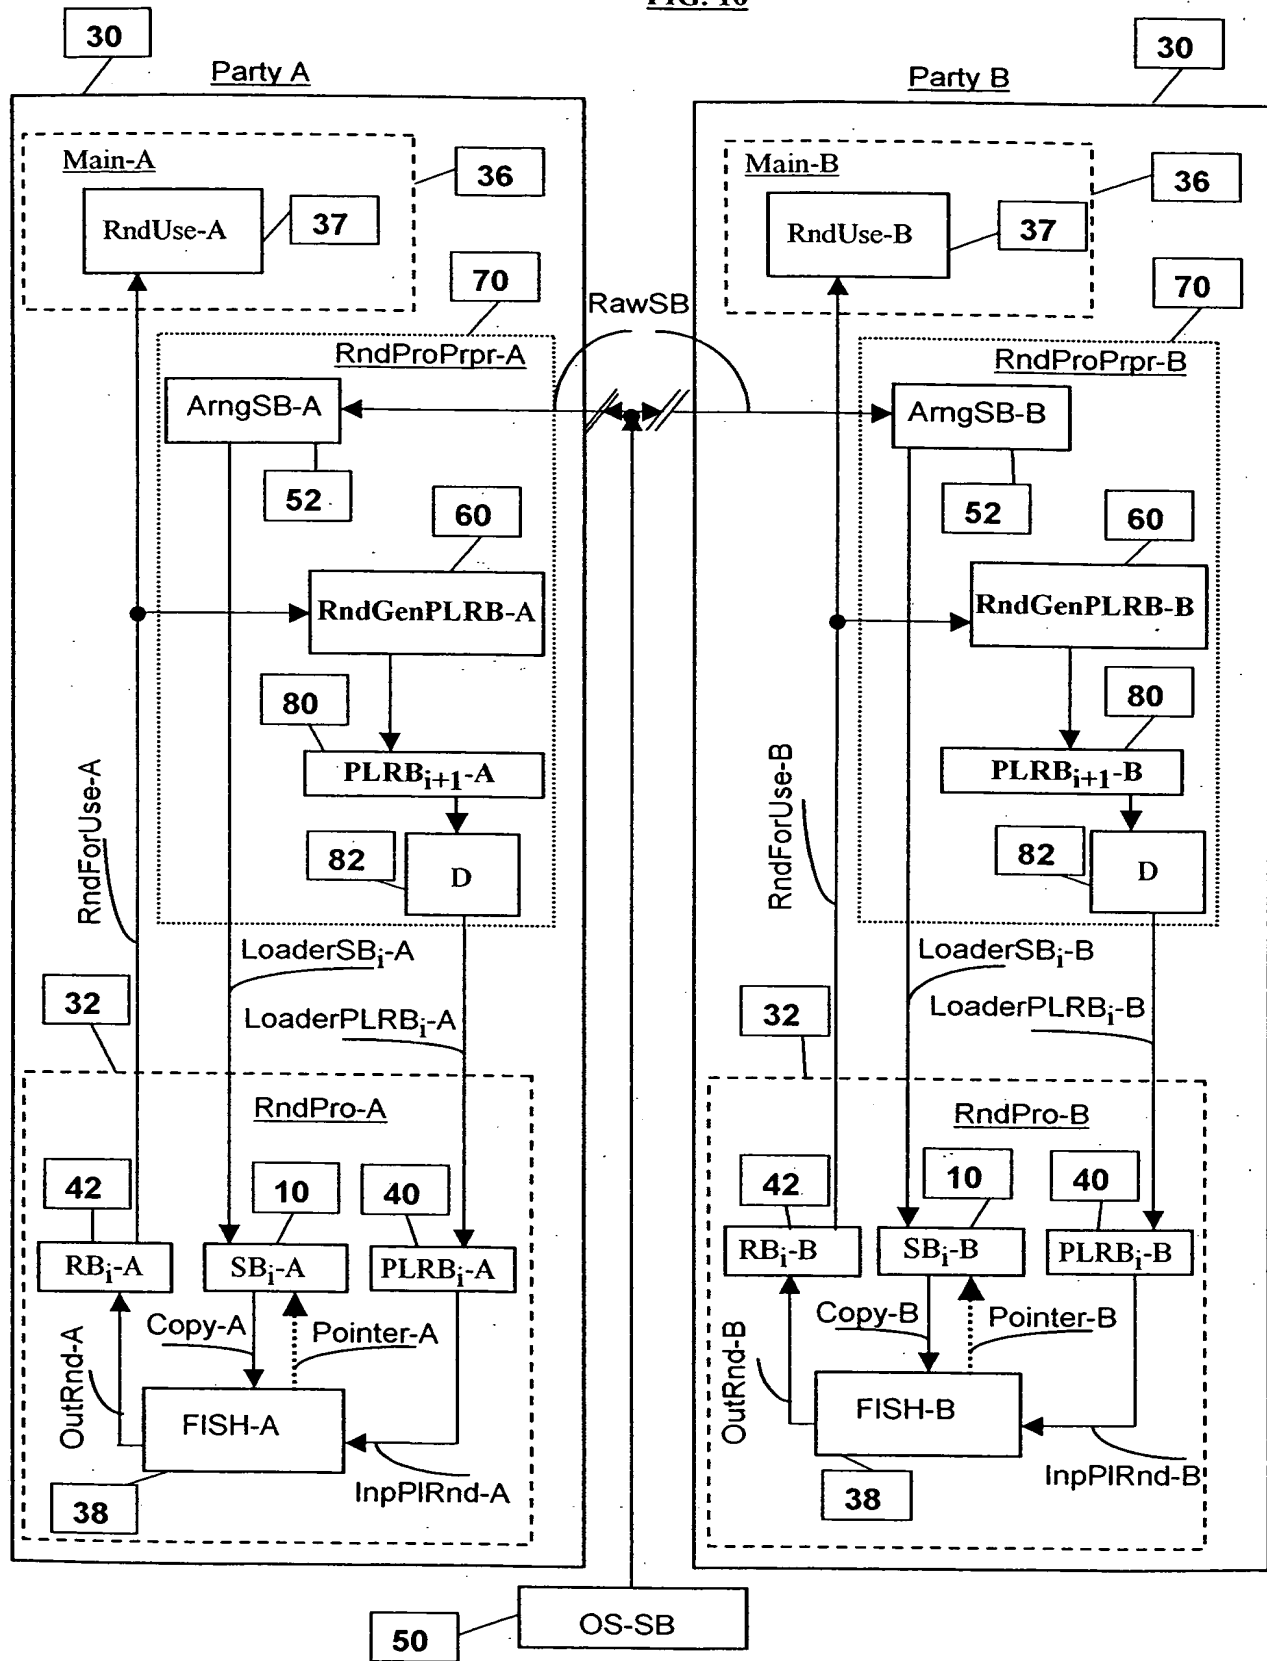 FIG. 10
30
Party A
Main-A
36
RndUse-A
37
70
RndProPrpr-A
ArngSB-A
52
60
RndGenPLRB-A
80
PLRBi+1-A
82
D
RndForUse-A
LoaderSBi-A
32
LoaderPLRBi-A
RndPro-A
42
10
40
RBi-A
SBi-A
PLRBi-A
Copy-A
Pointer-A
OutRnd-A
FISH-A
InpPlRnd-A
38
RawSB
50
OS-SB
30
Party B
Main-B
36
RndUse-B
37
70
RndProPrpr-B
ArngSB-B
52
60
RndGenPLRB-B
80
PLRBi+1-B
82
D
RndForUse-B
LoaderSBi-B
32
LoaderPLRBi-B
RndPro-B
42
10
40
RBi-B
SBi-B
PLRBi-B
Copy-B
Pointer-B
OutRnd-B
FISH-B
InpPlRnd-B
38